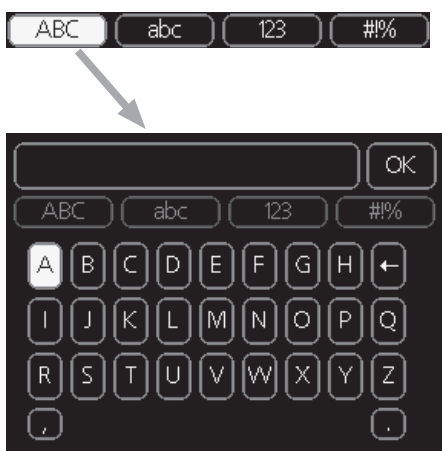 ABC abc 123 #!%
OK
ABC abc 123 #!%
A B C D E F G H ←
I J K L M N O P Q
R S T U V W X Y Z
, .